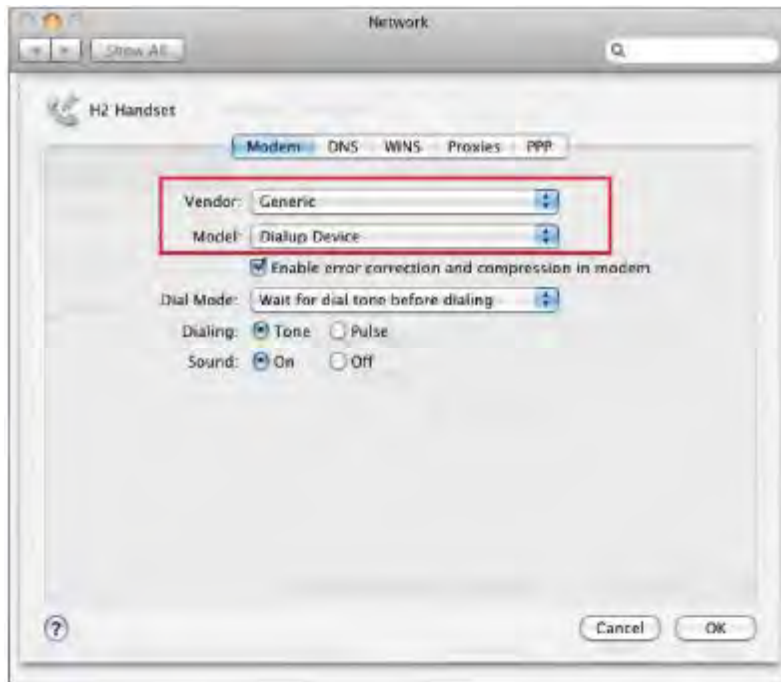 Network
Show All
H2 Handset
Modem DNS WINS Proxies PPP
Vendor: Generic
Model: Dialup Device
Enable error correction and compression in modem
Dial Mode: Wait for dial tone before dialing
Dialing: Tone Pulse
Sound: On Off
? Cancel OK